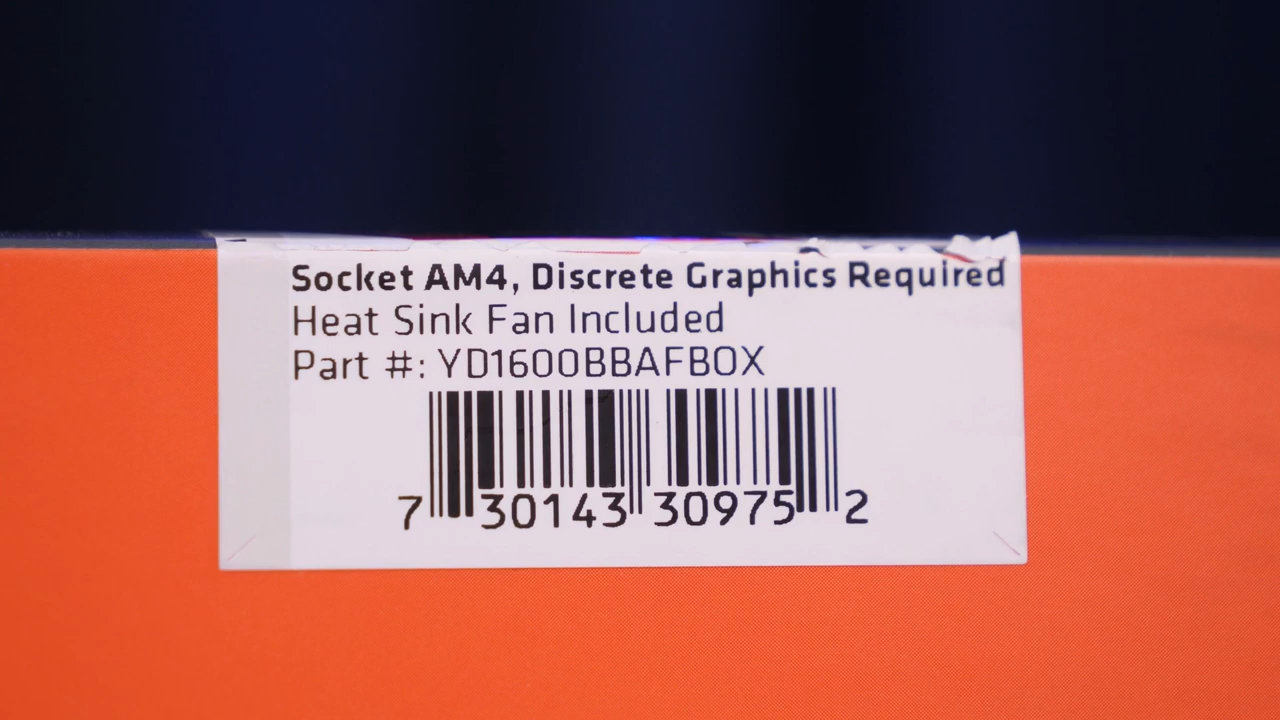 Socket AM4, Discrete Graphics Required
Heat Sink Fan Included
Part #: YD1600BBAFBOX
7 30143 30975 2